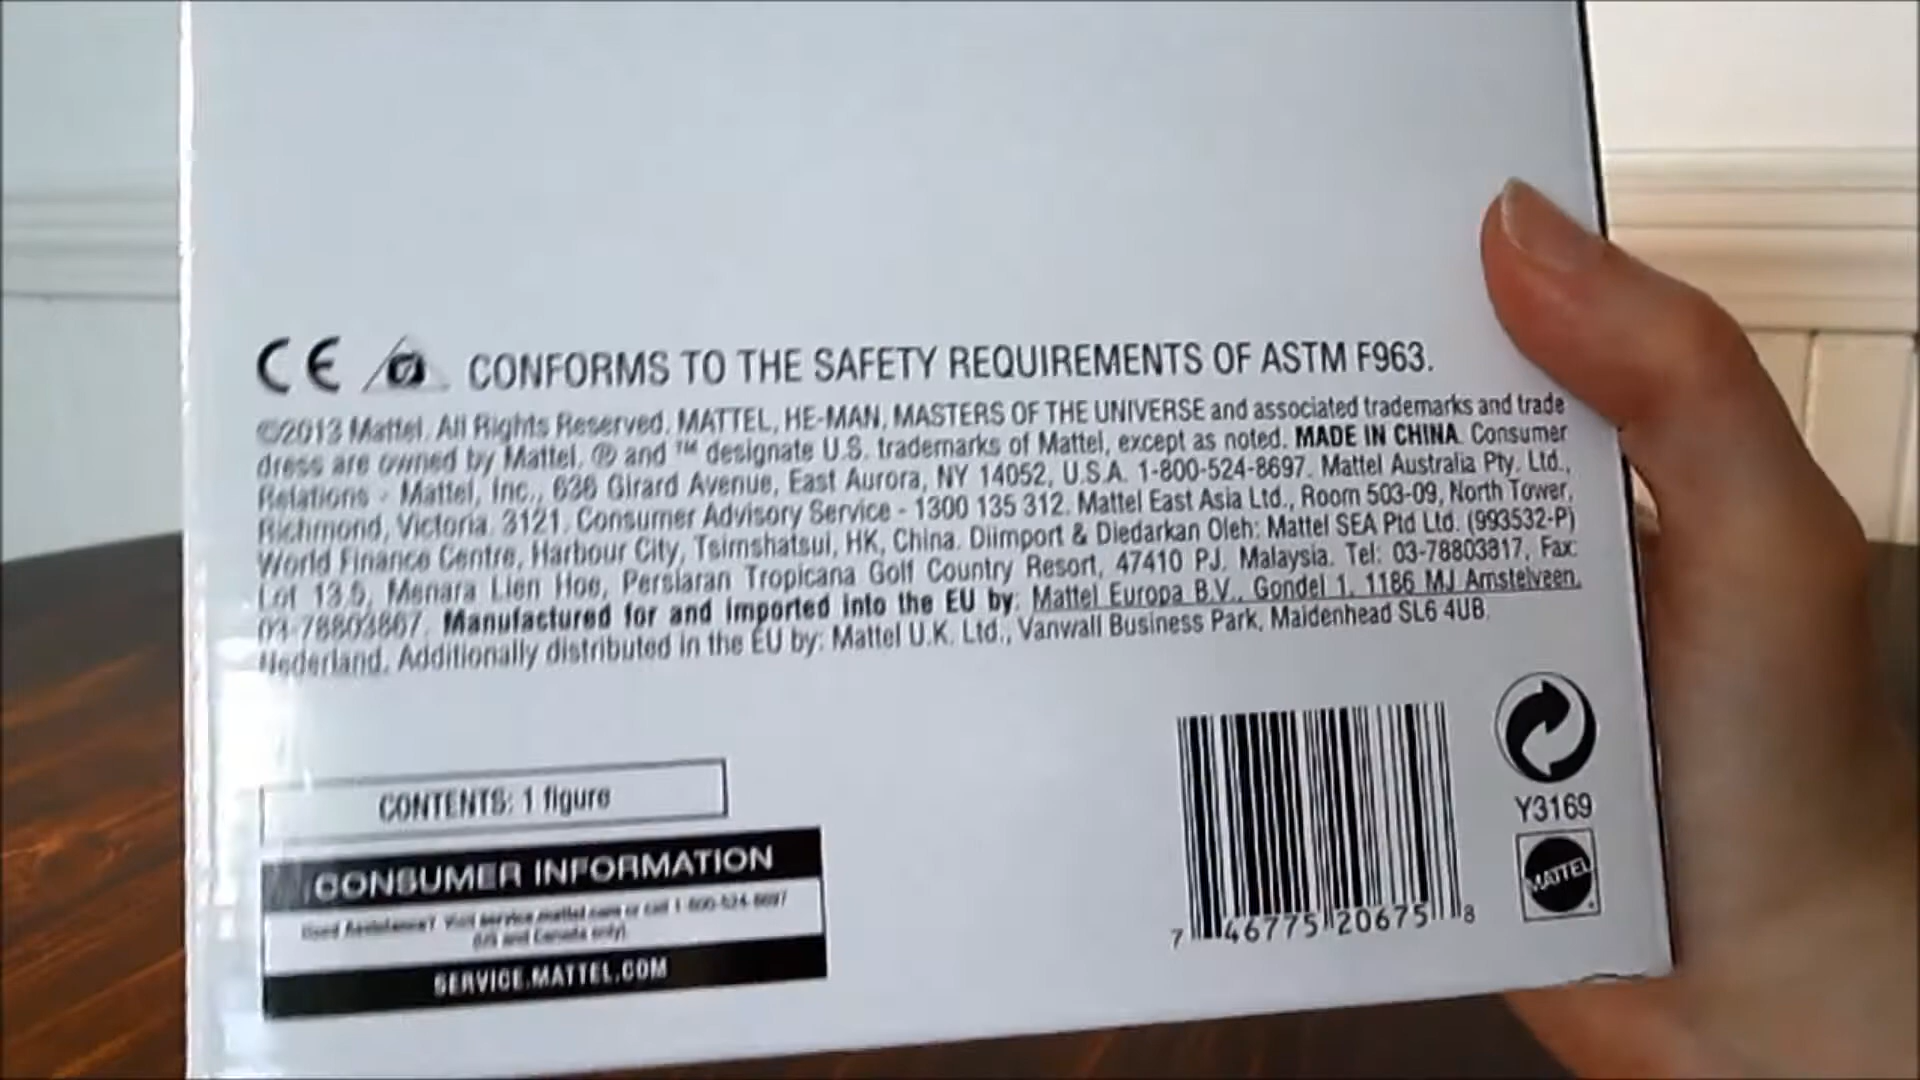 CE CONFORMS TO THE SAFETY REQUIREMENTS OF ASTM F963.
©2013 Mattel. All Rights Reserved. MATTEL, HE-MAN, MASTERS OF THE UNIVERSE and associated trademarks and trade
dress are owned by Mattel. ® and ™ designate U.S. trademarks of Mattel, except as noted. MADE IN CHINA. Consumer
Relations - Mattel, Inc., 636 Girard Avenue, East Aurora, NY 14052, U.S.A. 1-800-524-8697. Mattel Australia Pty. Ltd.,
Richmond, Victoria. 3121. Consumer Advisory Service - 1300 135 312. Mattel East Asia Ltd., Room 503-09, North Tower,
World Finance Centre, Harbour City, Tsimshatsui, HK, China. Diimport & Diedarkan Oleh: Mattel SEA Ptd Ltd. (993532-P)
Lot 13.5, Menara Lien Hoe, Persiaran Tropicana Golf Country Resort, 47410 PJ. Malaysia. Tel: 03-78803817, Fax:
03-78803867. Manufactured for and imported into the EU by: Mattel Europa B.V., Gondel 1, 1186 MJ Amstelveen,
Nederland. Additionally distributed in the EU by: Mattel U.K. Ltd., Vanwall Business Park, Maidenhead SL6 4UB.
CONTENTS: 1 figure
CONSUMER INFORMATION
Need Assistance? Visit service.mattel.com or call 1-800-524-8697
(US and Canada only)
SERVICE.MATTEL.COM
7 46775 20675 8
Y3169
MATTEL